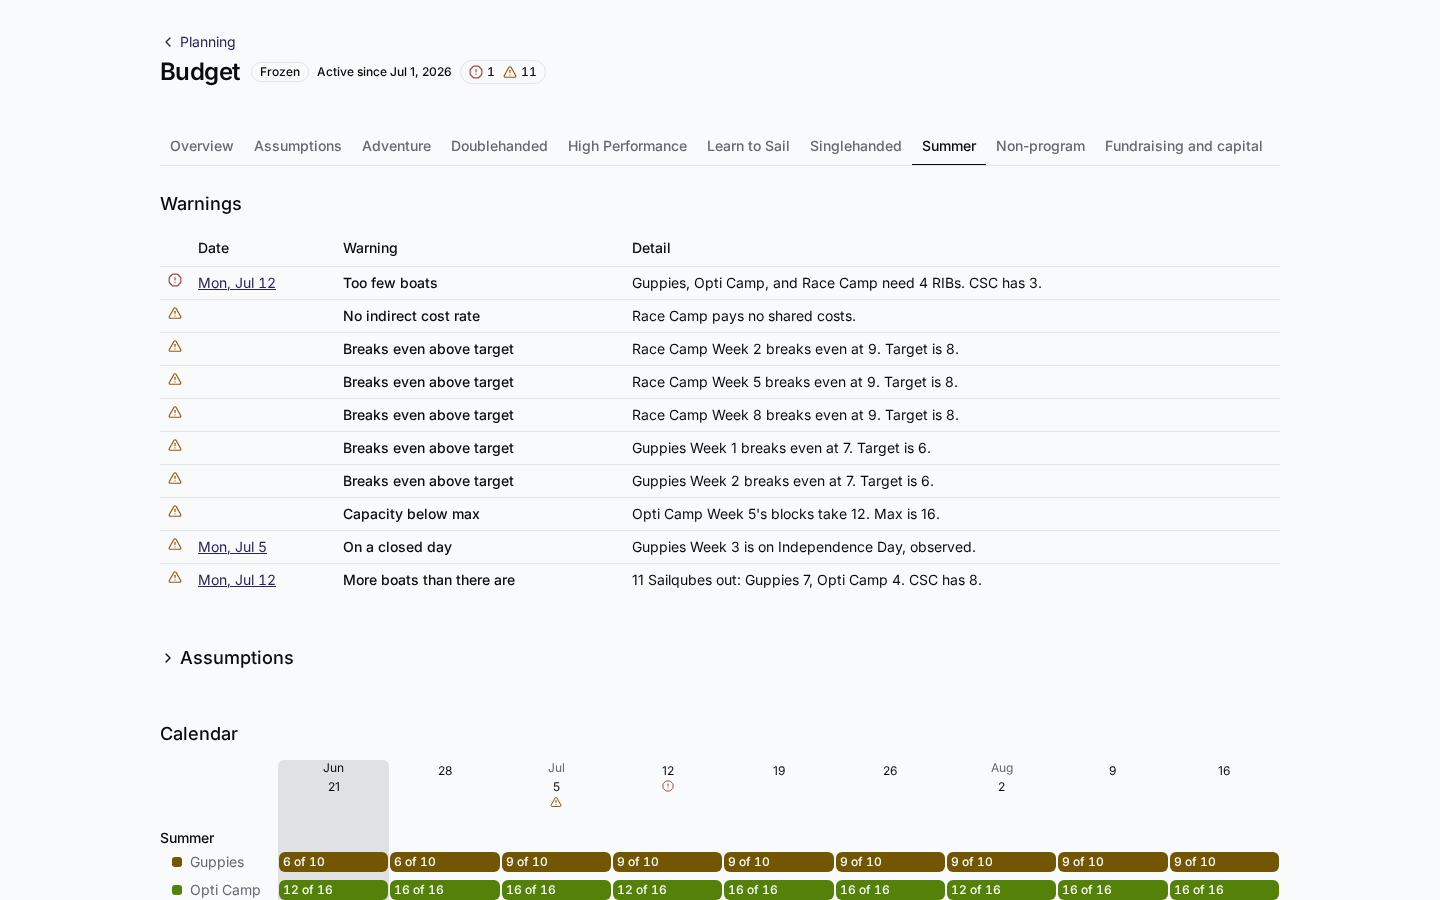 Planning
Budget Frozen Active since Jul 1, 2026 1 11
Overview Assumptions Adventure Doublehanded High Performance Learn to Sail Singlehanded Summer Non-program Fundraising and capital
Warnings
Date Warning Detail
Mon, Jul 12 Too few boats Guppies, Opti Camp, and Race Camp need 4 RIBs. CSC has 3.
No indirect cost rate Race Camp pays no shared costs.
Breaks even above target Race Camp Week 2 breaks even at 9. Target is 8.
Breaks even above target Race Camp Week 5 breaks even at 9. Target is 8.
Breaks even above target Race Camp Week 8 breaks even at 9. Target is 8.
Breaks even above target Guppies Week 1 breaks even at 7. Target is 6.
Breaks even above target Guppies Week 2 breaks even at 7. Target is 6.
Capacity below max Opti Camp Week 5's blocks take 12. Max is 16.
Mon, Jul 5 On a closed day Guppies Week 3 is on Independence Day, observed.
Mon, Jul 12 More boats than there are 11 Sailqubes out: Guppies 7, Opti Camp 4. CSC has 8.
Assumptions
Calendar
Jun Jul Aug
21 28 5 12 19 26 2 9 16
Summer
Guppies 6 of 10 6 of 10 9 of 10 9 of 10 9 of 10 9 of 10 9 of 10 9 of 10 9 of 10
Opti Camp 12 of 16 16 of 16 16 of 16 12 of 16 16 of 16 16 of 16 12 of 16 16 of 16 16 of 16